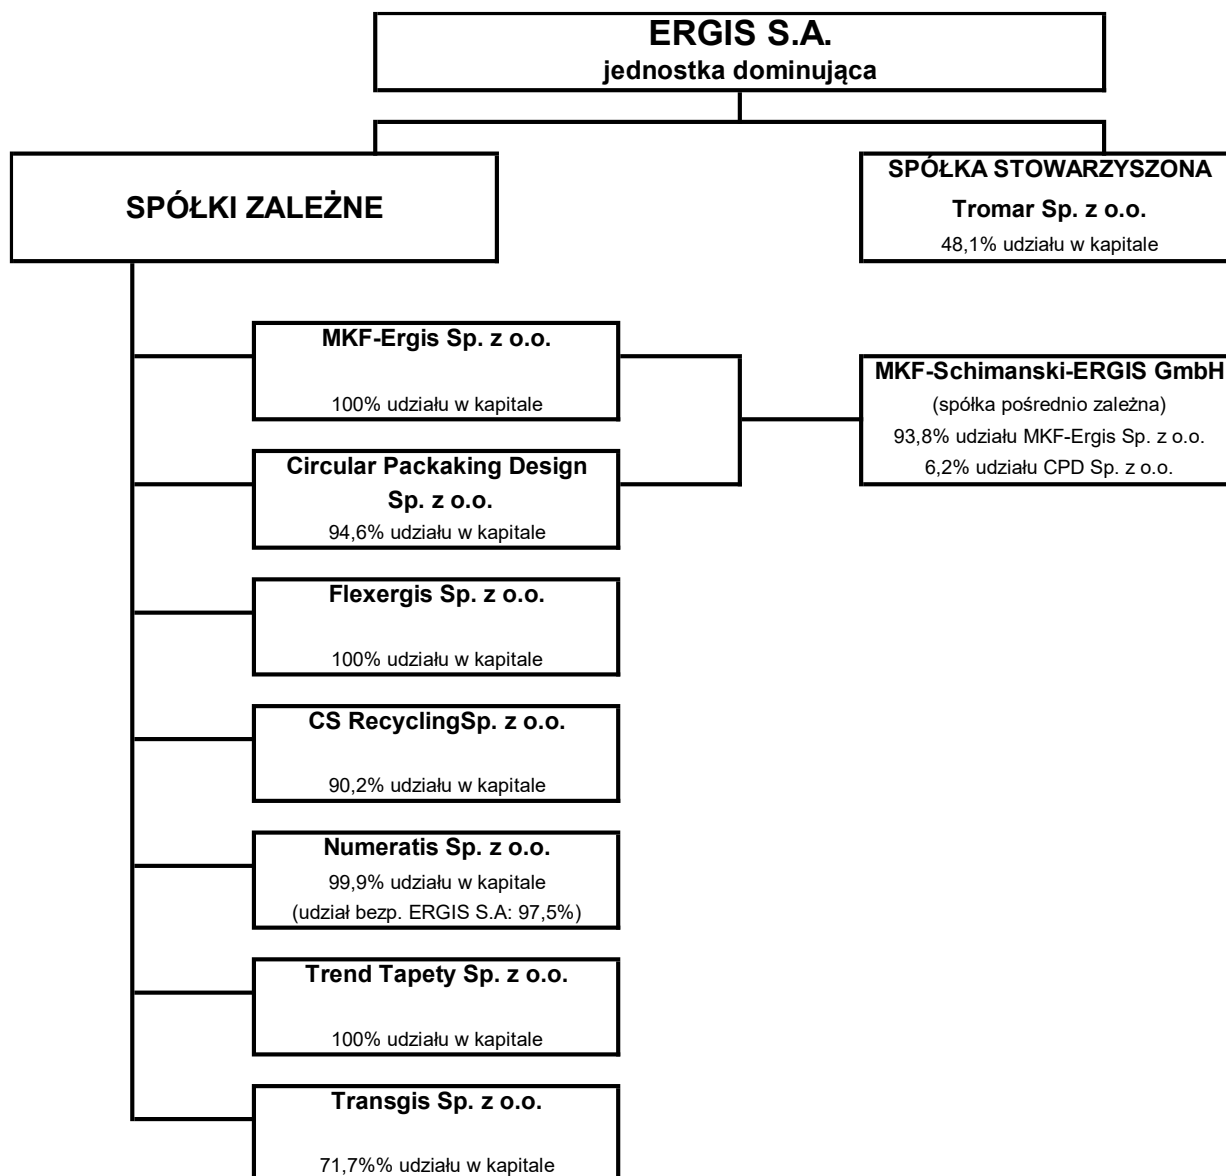 ERGIS S.A.
jednostka dominująca
SPÓŁKI ZALEŻNE
SPÓŁKA STOWARZYSZONA
Tromar Sp. z o.o.
48,1% udziału w kapitale
MKF-Ergis Sp. z o.o.
100% udziału w kapitale
MKF-Schimanski-ERGIS GmbH
(spółka pośrednio zależna)
93,8% udziału MKF-Ergis Sp. z o.o.
6,2% udziału CPD Sp. z o.o.
Circular Packaking Design
Sp. z o.o.
94,6% udziału w kapitale
Flexergis Sp. z o.o.
100% udziału w kapitale
CS RecyclingSp. z o.o.
90,2% udziału w kapitale
Numeratis Sp. z o.o.
99,9% udziału w kapitale
(udział bezp. ERGIS S.A: 97,5%)
Trend Tapety Sp. z o.o.
100% udziału w kapitale
Transgis Sp. z o.o.
71,7%% udziału w kapitale